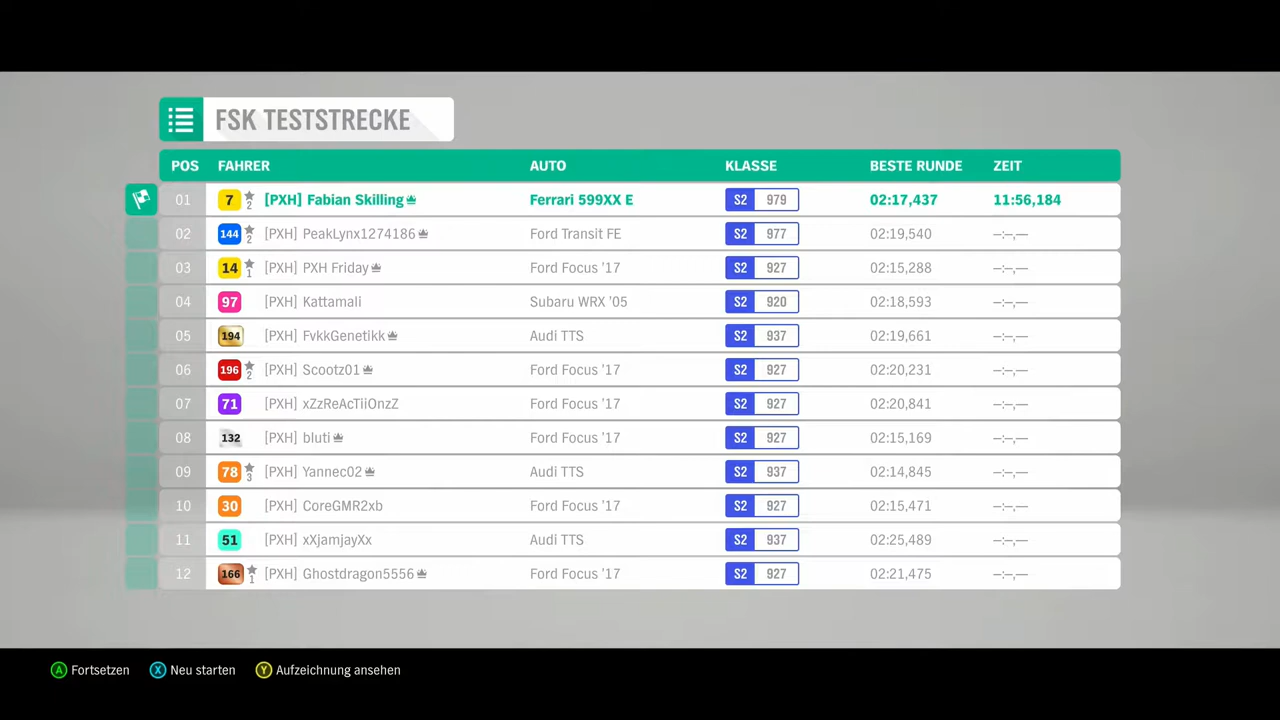 FSK TESTSTRECKE
POS FAHRER AUTO KLASSE BESTE RUNDE ZEIT
01 7 2 [PXH] Fabian Skilling Ferrari 599XX E S2 979 02:17,437 11:56,184
02 144 2 [PXH] PeakLynx1274186 Ford Transit FE S2 977 02:19,540 --:--,---
03 14 1 [PXH] PXH Friday Ford Focus '17 S2 927 02:15,288 --:--,---
04 97 [PXH] Kattamali Subaru WRX '05 S2 920 02:18,593 --:--,---
05 194 [PXH] FvkkGenetikk Audi TTS S2 937 02:19,661 --:--,---
06 196 2 [PXH] Scootz01 Ford Focus '17 S2 927 02:20,231 --:--,---
07 71 [PXH] xZzReAcTiiOnzZ Ford Focus '17 S2 927 02:20,841 --:--,---
08 132 [PXH] bluti Ford Focus '17 S2 927 02:15,169 --:--,---
09 78 3 [PXH] Yannec02 Audi TTS S2 937 02:14,845 --:--,---
10 30 [PXH] CoreGMR2xb Ford Focus '17 S2 927 02:15,471 --:--,---
11 51 [PXH] xXjamjayXx Audi TTS S2 937 02:25,489 --:--,---
12 166 1 [PXH] Ghostdragon5556 Ford Focus '17 S2 927 02:21,475 --:--,---
A Fortsetzen X Neu starten Y Aufzeichnung ansehen